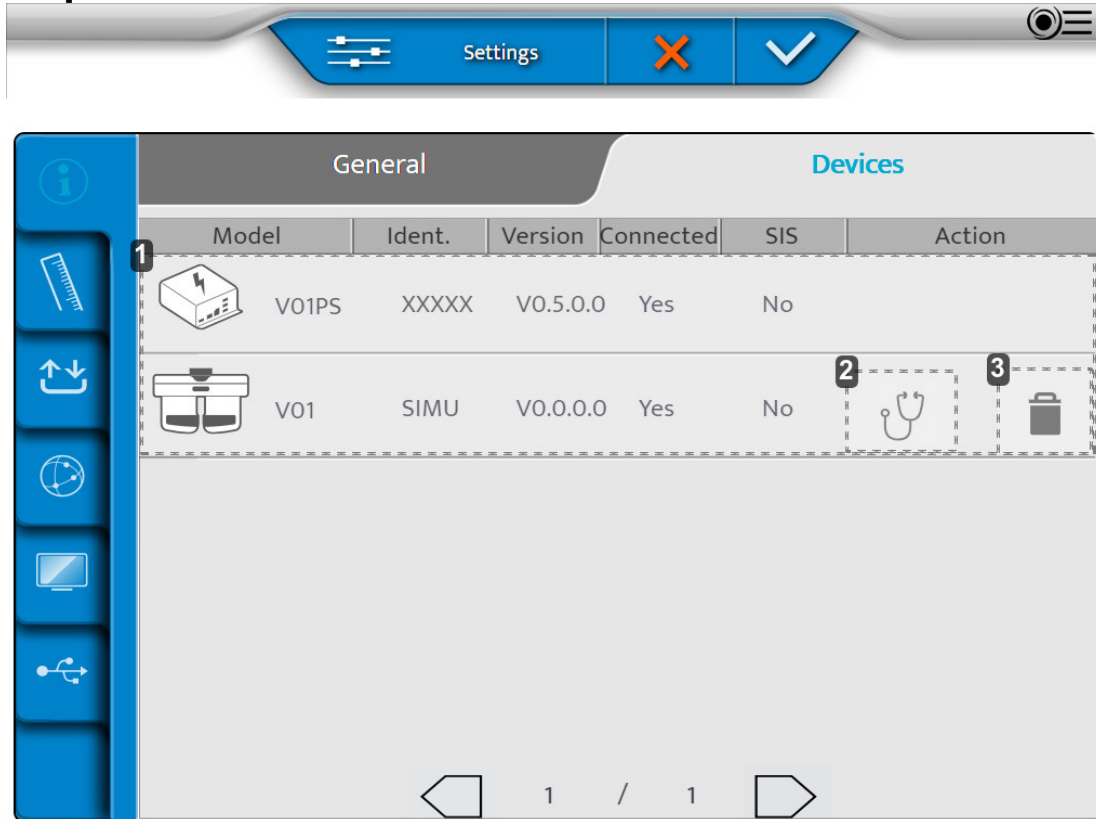 Settings
General Devices
Model Ident. Version Connected SIS Action
1
V01PS XXXXX V0.5.0.0 Yes No
2 3
V01 SIMU V0.0.0.0 Yes No
1 / 1